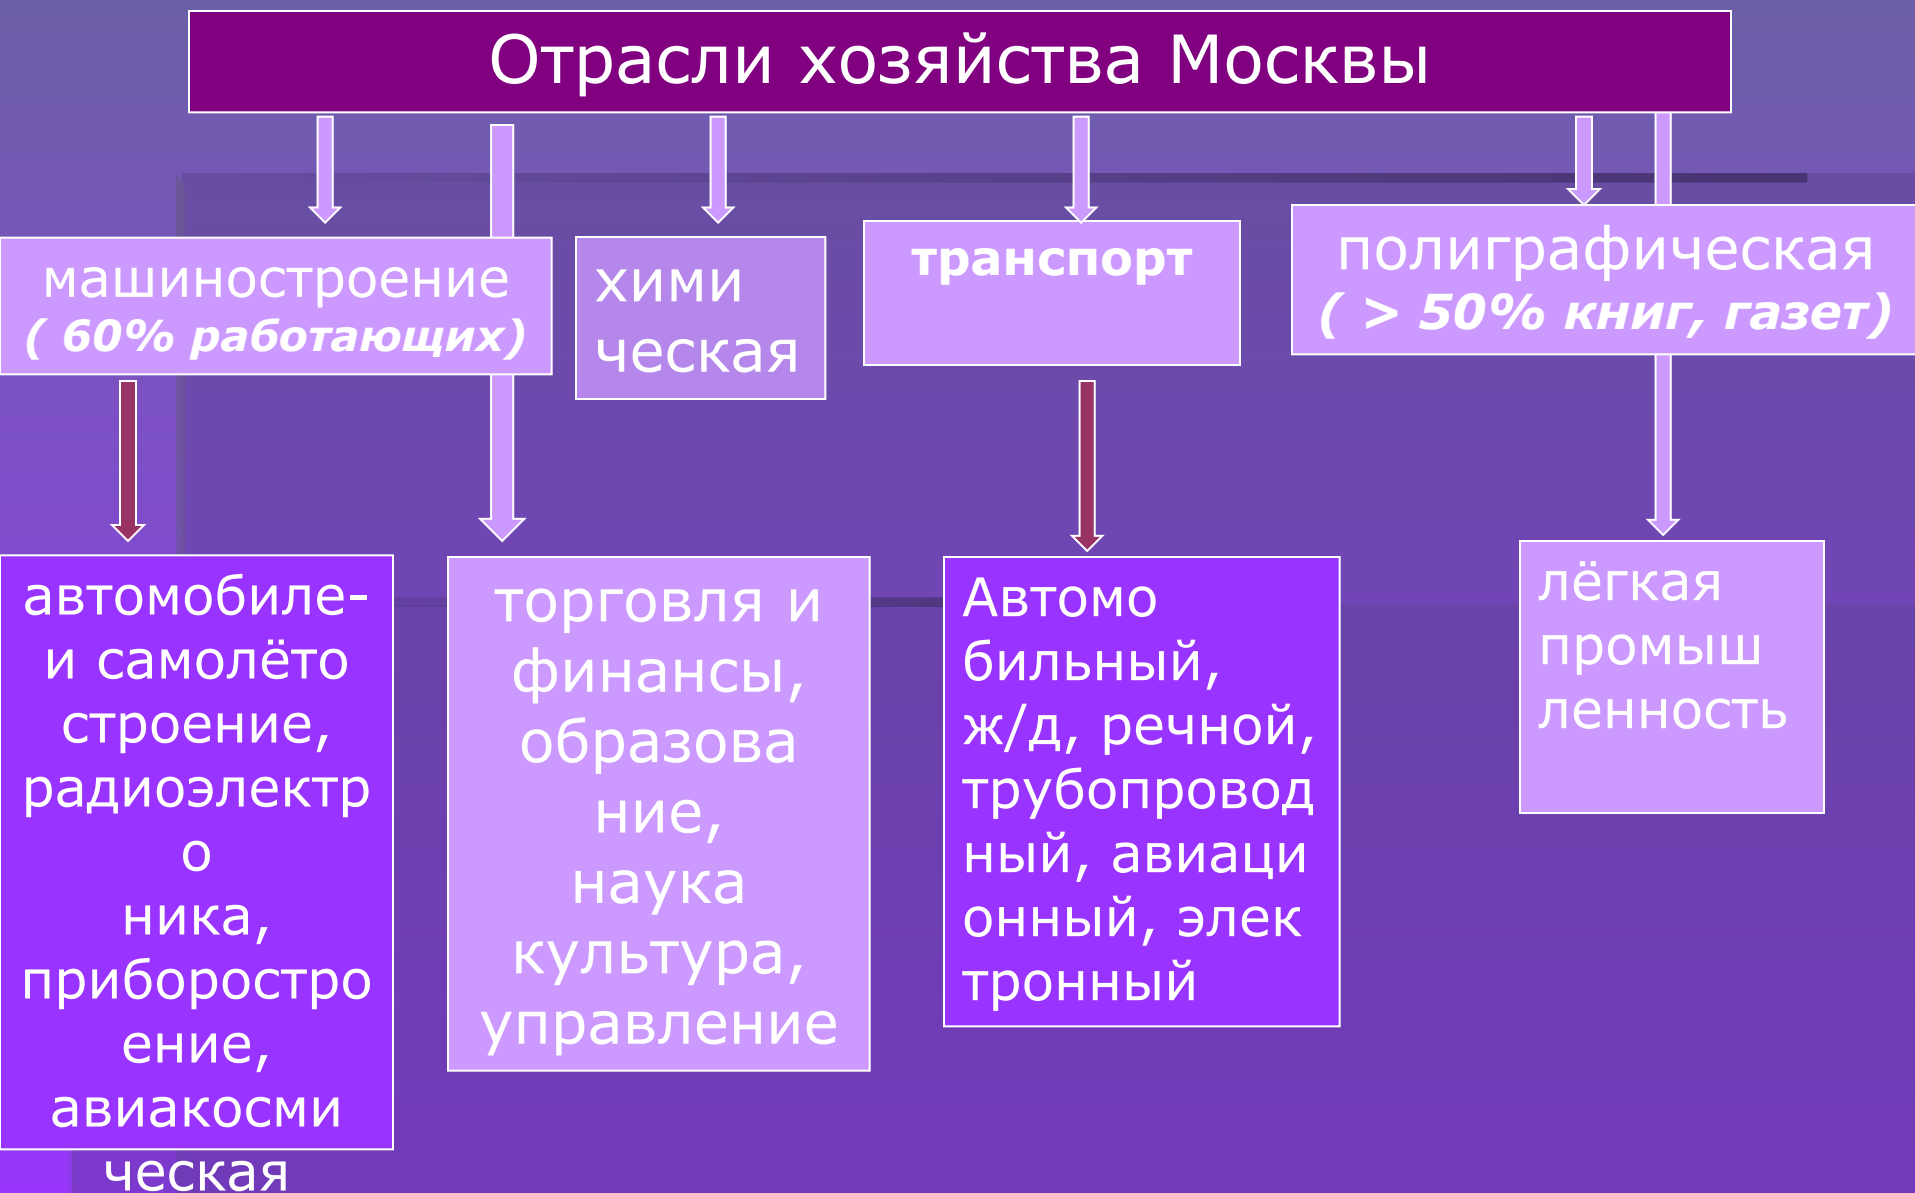 Отрасли хозяйства Москвы
машиностроение
( 60% работающих)
хими
ческая
транспорт
полиграфическая
( > 50% книг, газет)
автомобиле-
и самолёто
строение,
радиоэлектр
о
ника,
приборостро
ение,
авиакосми
ческая
торговля и
финансы,
образова
ние,
наука
культура,
управление
Автомо
бильный,
ж/д, речной,
трубопровод
ный, авиаци
онный, элек
тронный
лёгкая
промыш
ленность